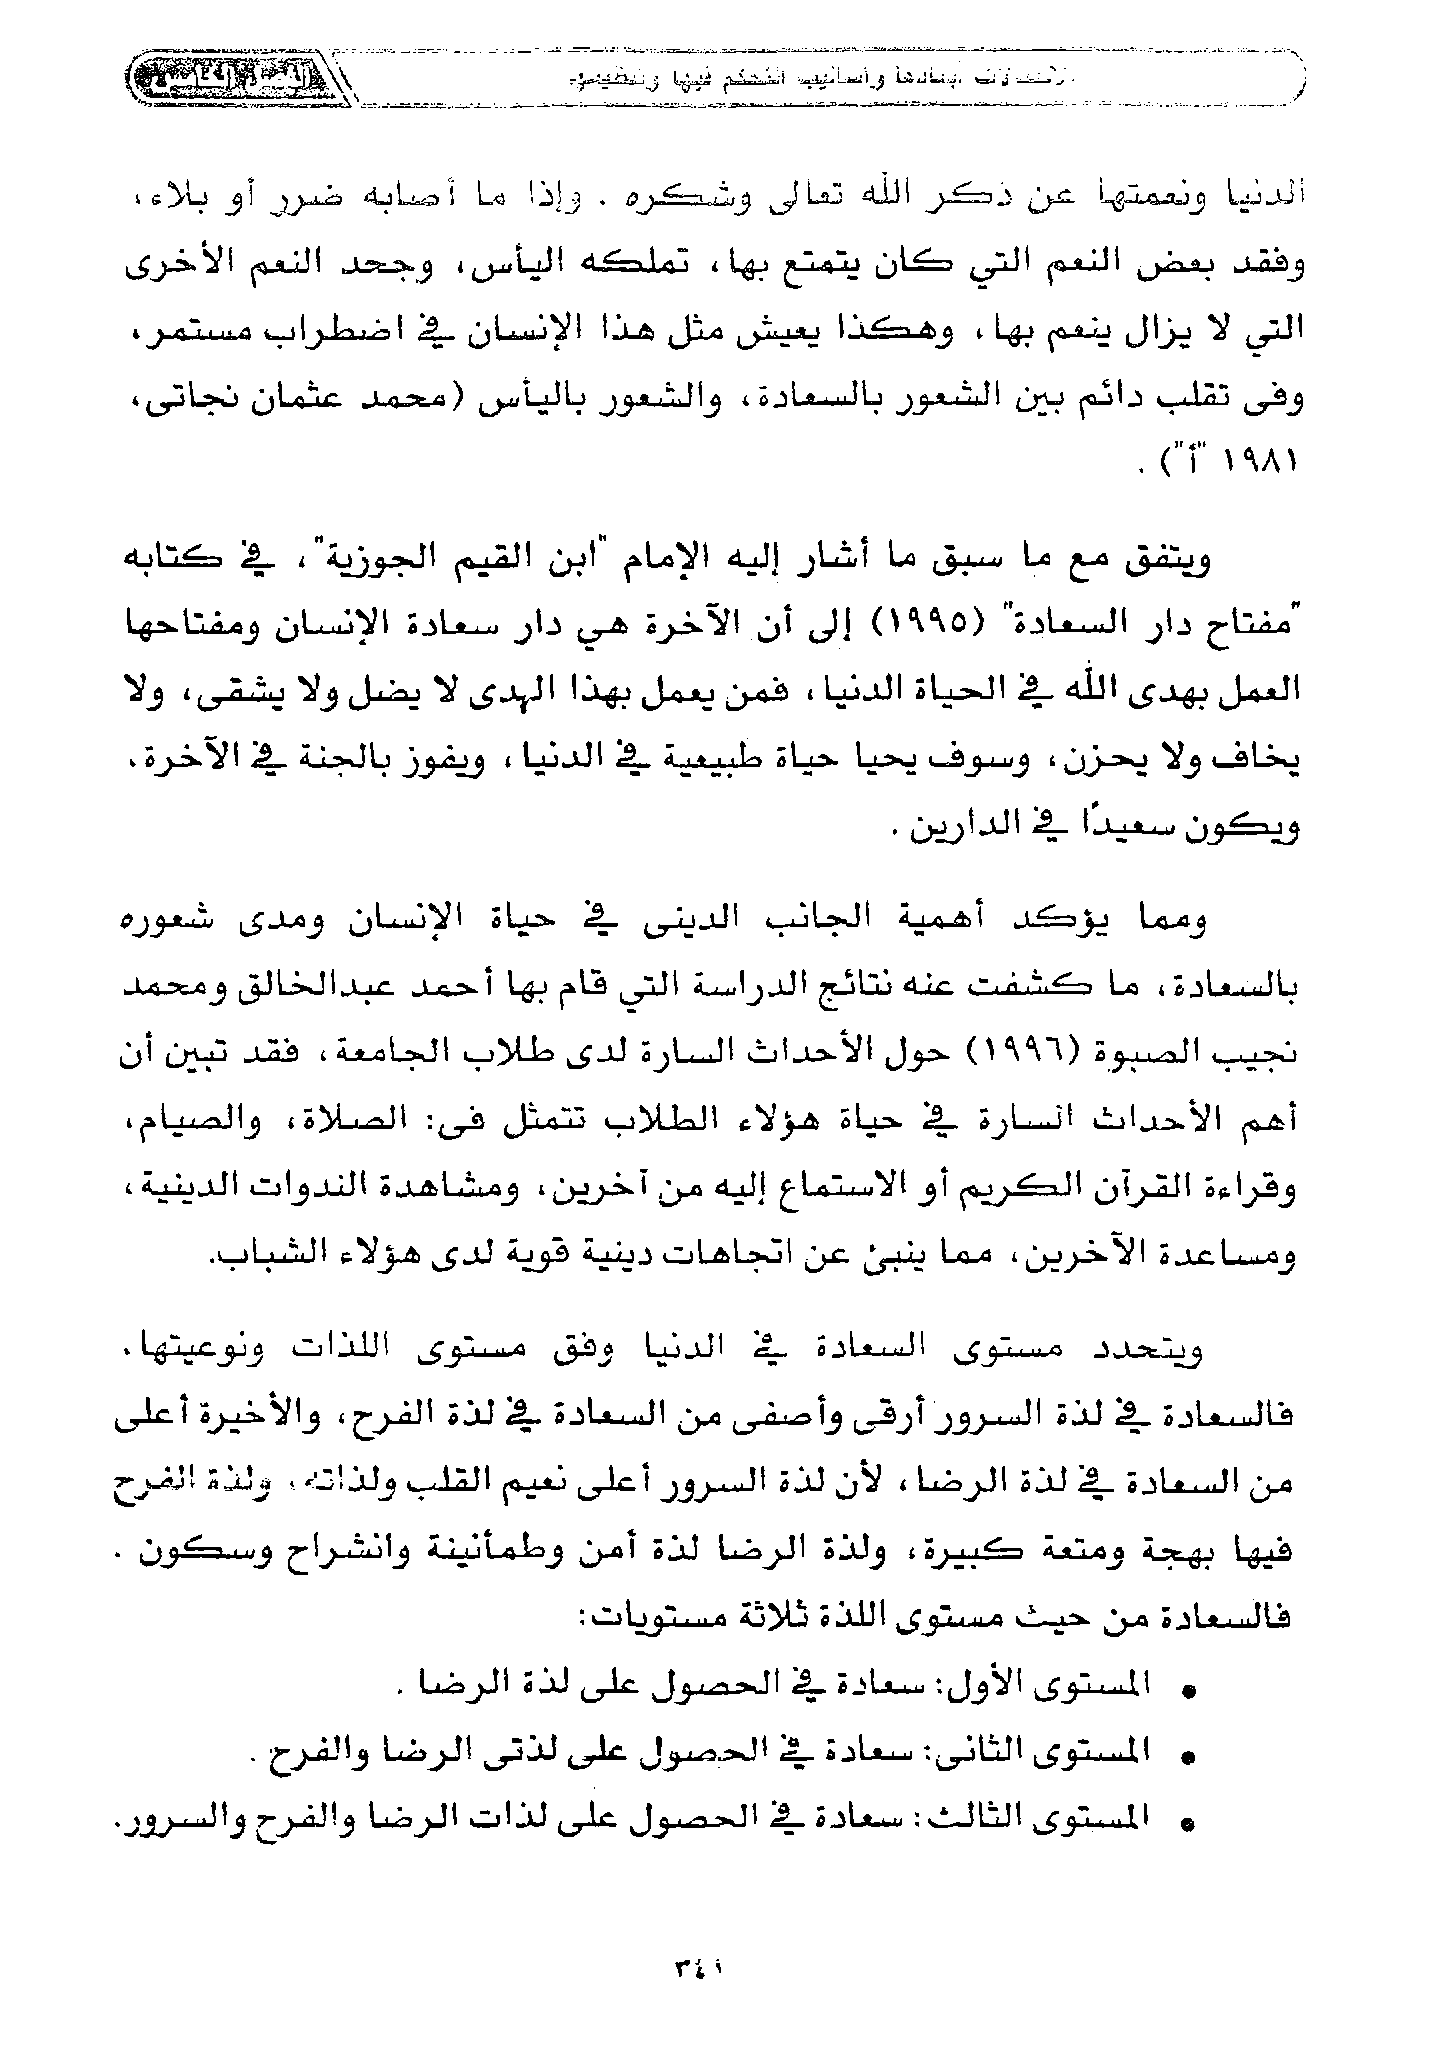 الانفعالات أبعادها وأساليب التحكم فيها وتنظيمها
الفصل الخامس
الدنيا ونعمتها عن ذكر الله تعالى وشكره . وإذا ما أصابه ضرر أو بلاء،
وفقد بعض النعم التي كان يتمتع بها، تملكه اليأس، وجحد النعم الأخرى
التي لا يزال ينعم بها، وهكذا يعيش مثل هذا الإنسان في اضطراب مستمر،
وفى تقلب دائم بين الشعور بالسعادة، والشعور باليأس (محمد عثمان نجاتى،
١٩٨١ "أ") .
ويتفق مع ما سبق ما أشار إليه الإمام "ابن القيم الجوزية"، في كتابه
"مفتاح دار السعادة" (١٩٩٥) إلى أن الآخرة هي دار سعادة الإنسان ومفتاحها
العمل بهدى الله في الحياة الدنيا، فمن يعمل بهذا الهدى لا يضل ولا يشقى، ولا
يخاف ولا يحزن، وسوف يحيا حياة طبيعية في الدنيا، ويفوز بالجنة في الآخرة.
ويكون سعيدًا في الدارين .
ومما يؤكد أهمية الجانب الدينى في حياة الإنسان ومدى شعوره
بالسعادة، ما كشفت عنه نتائج الدراسة التي قام بها أحمد عبدالخالق ومحمد
نجيب الصبوة (١٩٩٦) حول الأحداث السارة لدى طلاب الجامعة، فقد تبين أن
أهم الأحداث السارة في حياة هؤلاء الطلاب تتمثل فى: الصلاة، والصيام،
وقراءة القرآن الكريم أو الاستماع إليه من آخرين، ومشاهدة الندوات الدينية،
ومساعدة الآخرين، مما ينبئ عن اتجاهات دينية قوية لدى هؤلاء الشباب.
ويتحدد مستوى السعادة في الدنيا وفق مستوى اللذات ونوعيتها.
فالسعادة في لذة السرور أرقى وأصفى من السعادة في لذة الفرح، والأخيرة أعلى
من السعادة في لذة الرضا، لأن لذة السرور أعلى نعيم القلب ولذاته، ولذة الفرح
فيها بهجة ومتعة كبيرة، ولذة الرضا لذة أمن وطمأنينة وانشراح وسكون .
فالسعادة من حيث مستوى اللذة ثلاثة مستويات:
• المستوى الأول: سعادة في الحصول على لذة الرضا .
• المستوى الثانى: سعادة في الحصول على لذتى الرضا والفرح .
• المستوى الثالث: سعادة في الحصول على لذات الرضا والفرح والسرور.
٣٤١